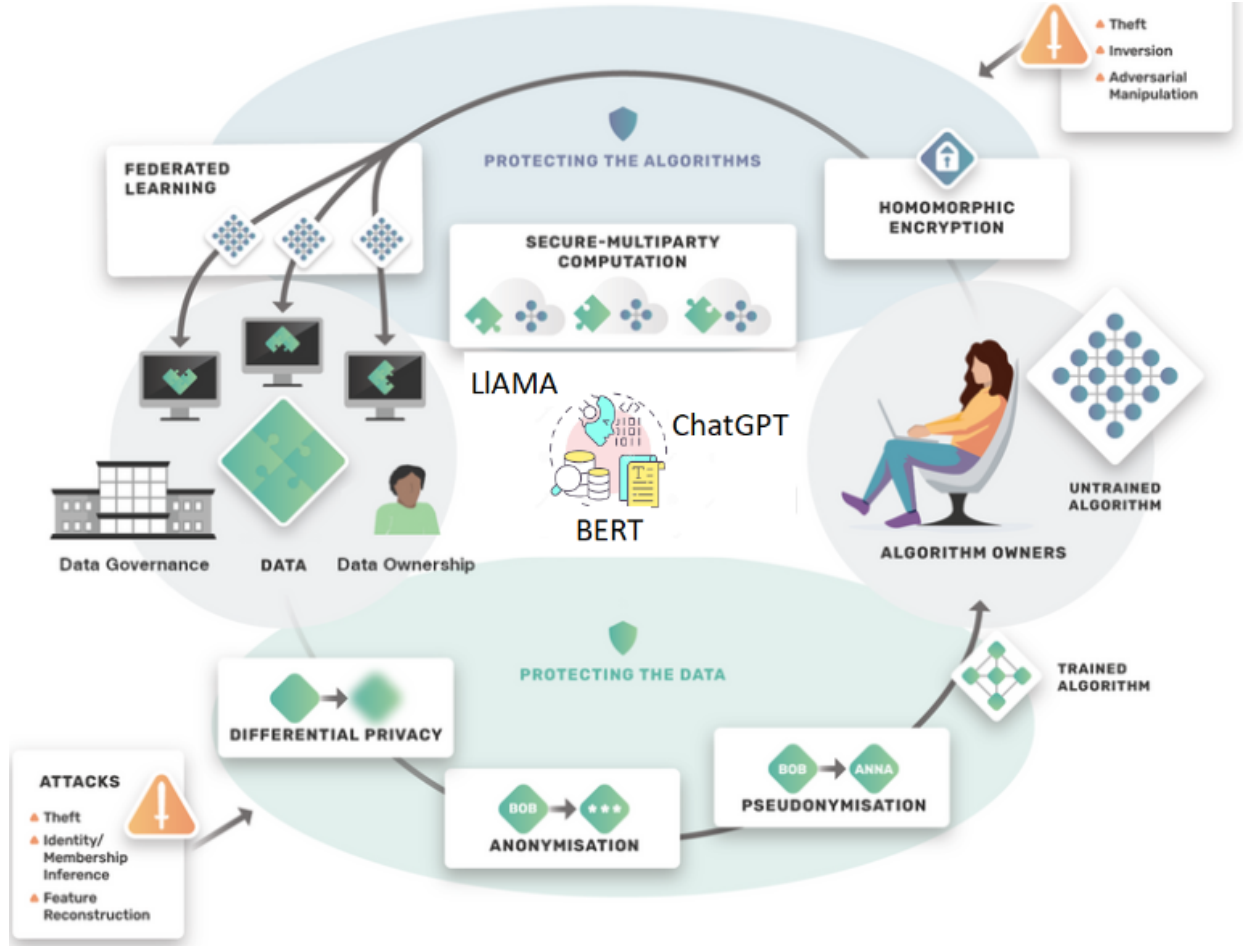 Theft
Inversion
Adversarial
Manipulation
PROTECTING THE ALGORITHMS
FEDERATED
LEARNING
HOMOMORPHIC
ENCRYPTION
SECURE-MULTIPARTY
COMPUTATION
LlAMA
ChatGPT
BERT
UNTRAINED
ALGORITHM
ALGORITHM OWNERS
Data Governance
DATA
Data Ownership
PROTECTING THE DATA
TRAINED
ALGORITHM
DIFFERENTIAL PRIVACY
BOB
ANNA
PSEUDONYMISATION
BOB
***
ANONYMISATION
ATTACKS
Theft
Identity/
Membership
Inference
Feature
Reconstruction